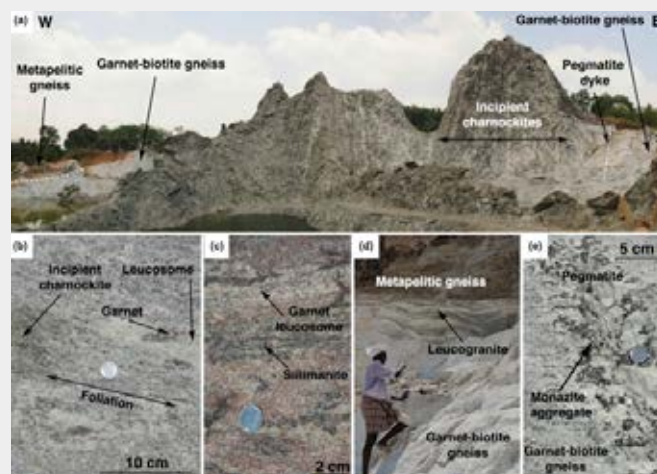 (a) W
Garnet-biotite gneiss E
Metapelitic
gneiss
Garnet-biotite gneiss
Pegmatite
dyke
Incipient
charnockites
(b)
Incipient
charnockite
Leucosome
Garnet
Foliation
10 cm
(c)
Garnet
leucosome
Sillimanite
2 cm
(d)
Metapelitic gneiss
Leucogranite
Garnet-biotite
gneiss
(e)
5 cm
Pegmatite
Monazite
aggregate
Garnet-biotite
gneiss